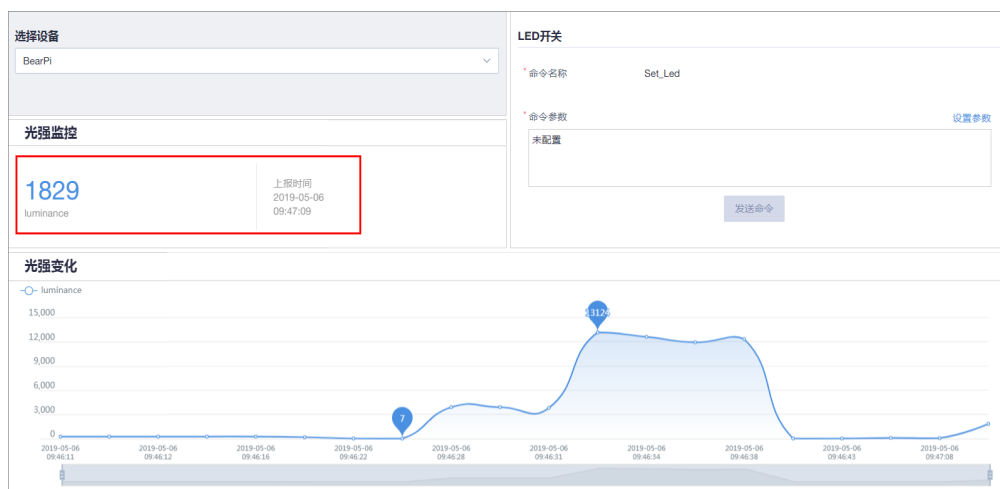 选择设备
BearPi
LED开关
*命令名称
Set_Led
*命令参数
设置参数
未配置
发送命令
光强监控
1829
luminance
上报时间
2019-05-06
09:47:09
光强变化
luminance
15,000
12,000
9,000
6,000
3,000
0
13124
7
2019-05-06
09:46:11
2019-05-06
09:46:12
2019-05-06
09:46:16
2019-05-06
09:46:22
2019-05-06
09:46:28
2019-05-06
09:46:31
2019-05-06
09:46:34
2019-05-06
09:46:38
2019-05-06
09:46:43
2019-05-06
09:47:08